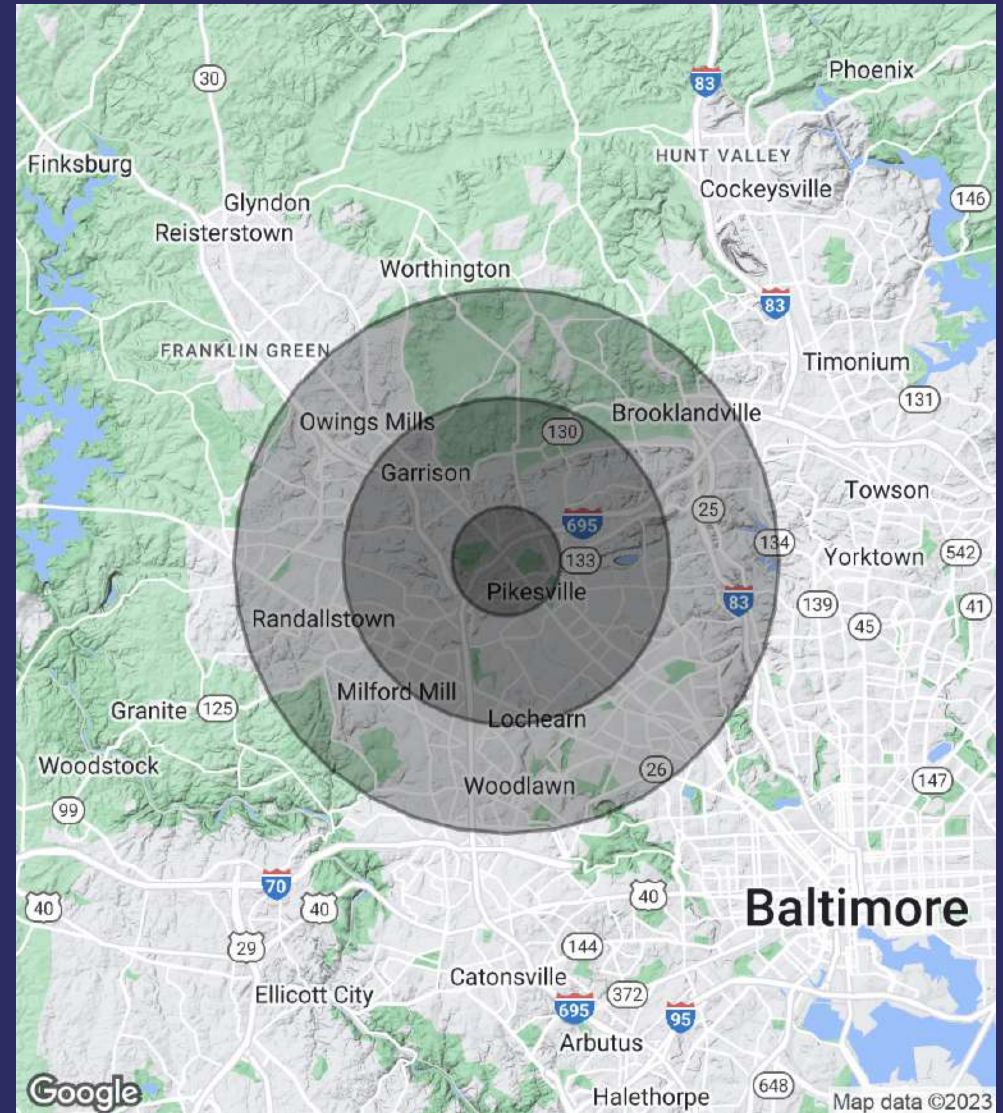 Phoenix
30
83
HUNT VALLEY
Finksburg
Cockeysville
146
Glyndon
Reisterstown
Worthington
83
FRANKLIN GREEN
Timonium
131
Owings Mills
Brooklandville
130
Garrison
Towson
25
695
134
Yorktown
542
133
Pikesville
83
139
41
Randallstown
45
Milford Mill
Granite
125
Lochearn
Woodstock
26
Woodlawn
147
99
70
40
40
40
Baltimore
29
144
Catonsville
Ellicott City
372
695
95
Arbutus
648
Halethorpe
Google
Map data ©2023